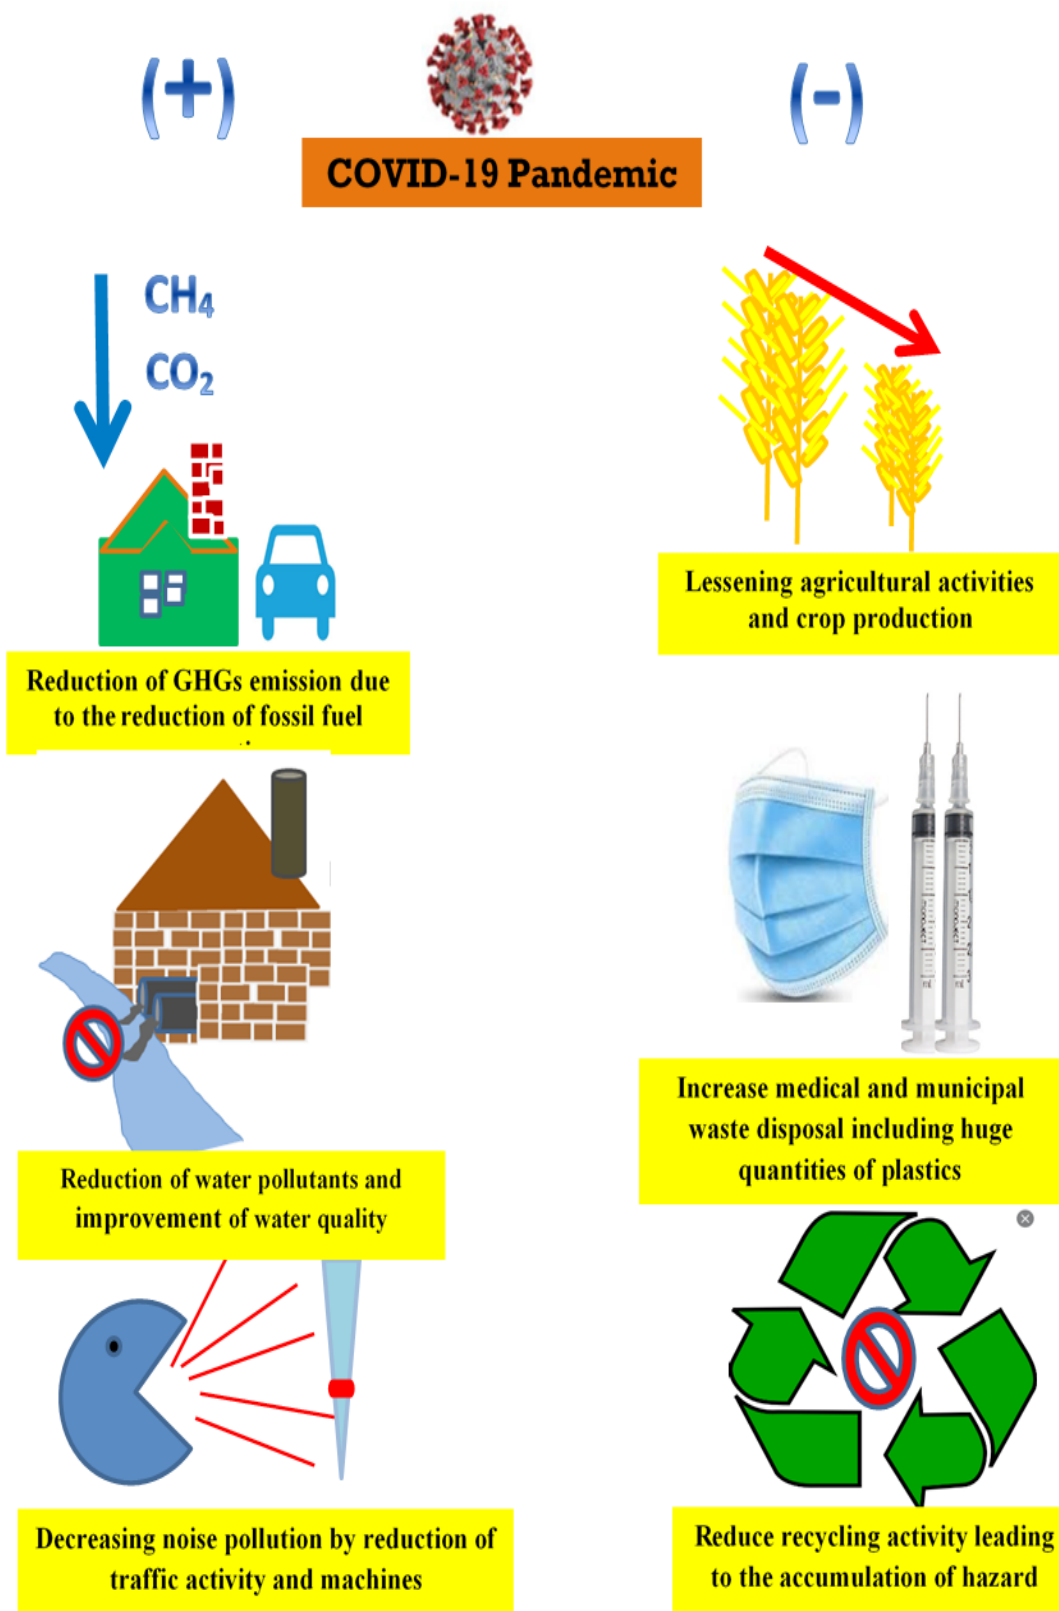 (+)
(-)
COVID-19 Pandemic
CH₄
CO₂
Reduction of GHGs emission due
to the reduction of fossil fuel
Lessening agricultural activities
and crop production
Reduction of water pollutants and
improvement of water quality
Increase medical and municipal
waste disposal including huge
quantities of plastics
Decreasing noise pollution by reduction of
traffic activity and machines
Reduce recycling activity leading
to the accumulation of hazard